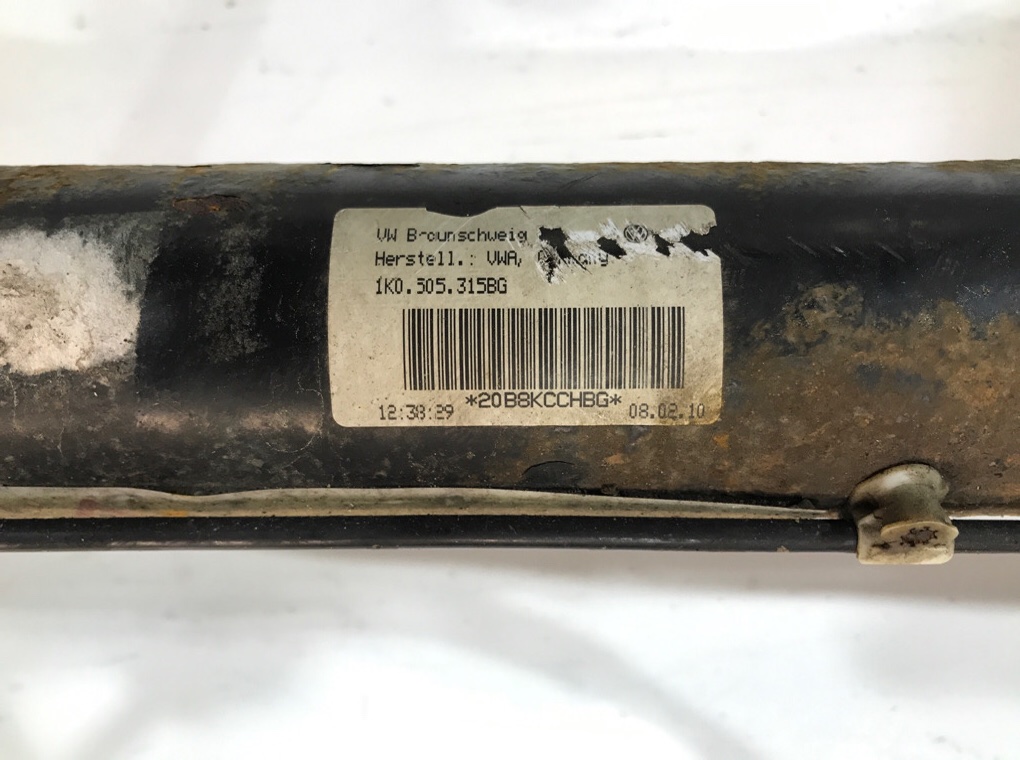 VW Braunschweig
Herstell.: VWA,
1K0.505.315BG
*20B8KCCHBG*
12:38:29 08.02.10